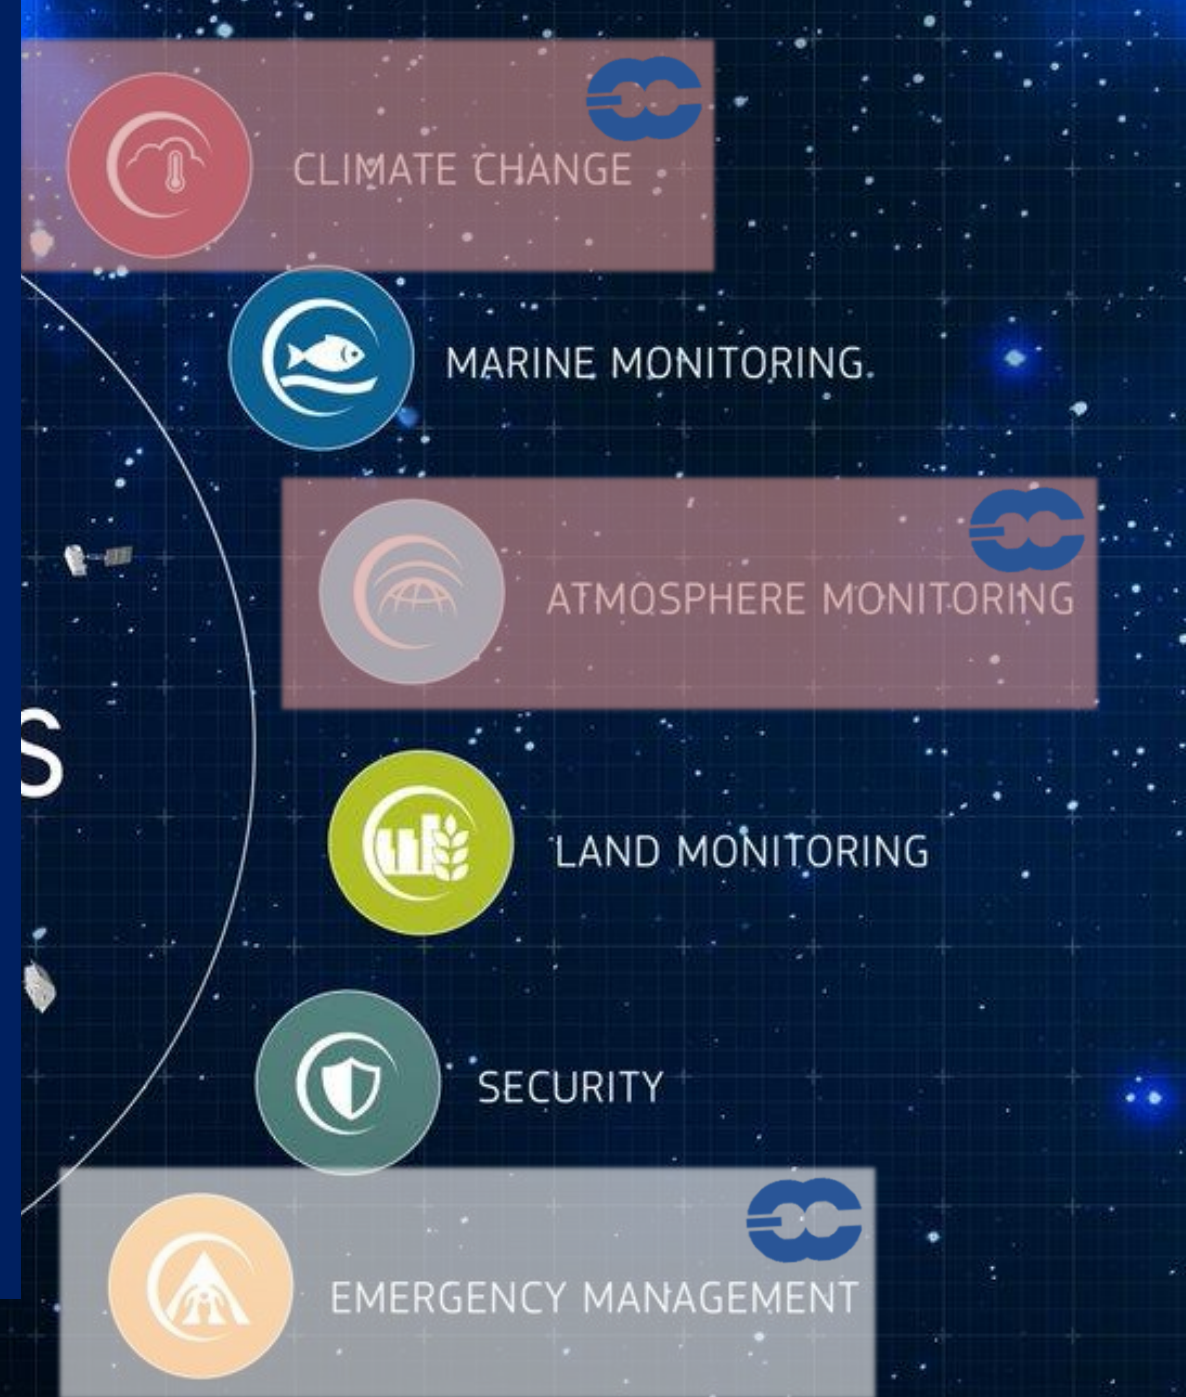 CLIMATE CHANGE
MARINE MONITORING
ATMOSPHERE MONITORING
S
LAND MONITORING
SECURITY
EMERGENCY MANAGEMENT